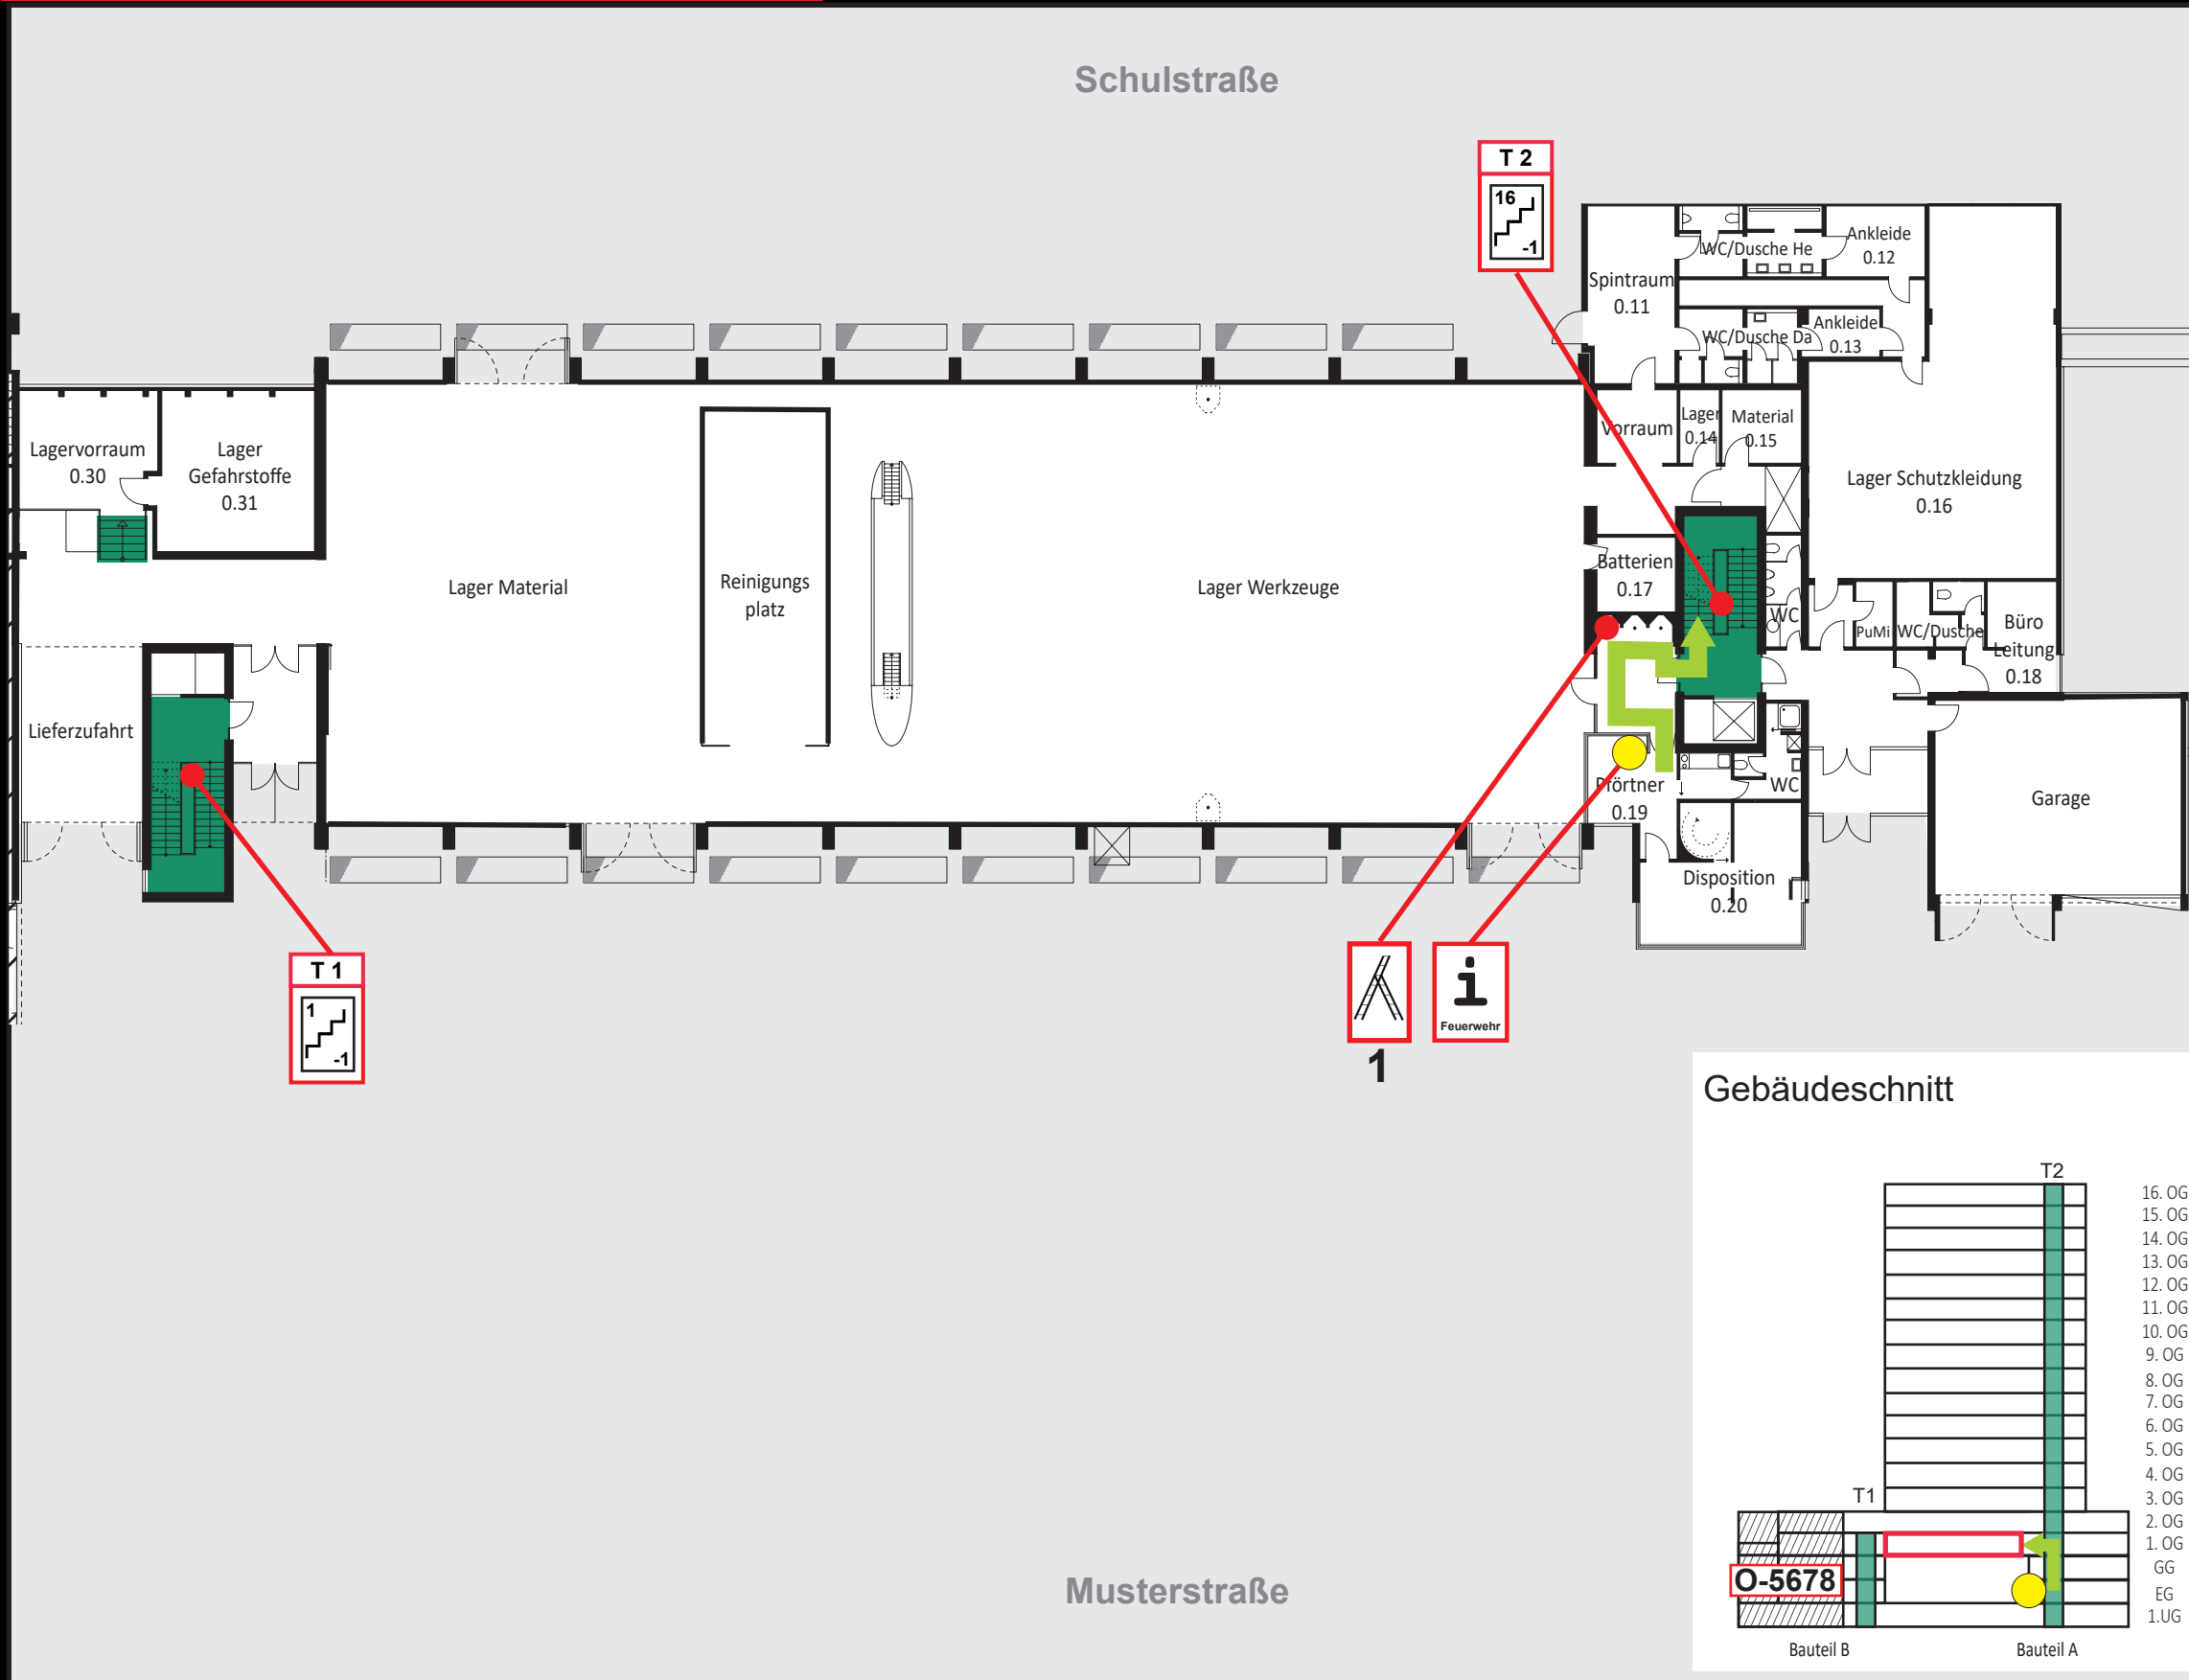 Schulstraße
T 2
16
-1
Ankleide
0.12
WC/Dusche He
Spintraum
0.11
Ankleide
0.13
WC/Dusche Da
Lagervorraum
0.30
Lager
Gefahrstoffe
0.31
Vorraum
Lager
0.14
Material
0.15
Lager Schutzkleidung
0.16
Lager Material
Reinigungs
platz
Lager Werkzeuge
Batterien
0.17
WC
PuMi
WC/Dusche
Büro
Leitung
0.18
Lieferzufahrt
Pförtner
0.19
WC
Garage
Disposition
0.20
T 1
1
-1
i
Feuerwehr
1
Gebäudeschnitt
T2
16. OG
15. OG
14. OG
13. OG
12. OG
11. OG
10. OG
9. OG
8. OG
7. OG
6. OG
5. OG
4. OG
3. OG
T1
2. OG
1. OG
GG
O-5678
EG
1.UG
Bauteil B
Bauteil A
Musterstraße